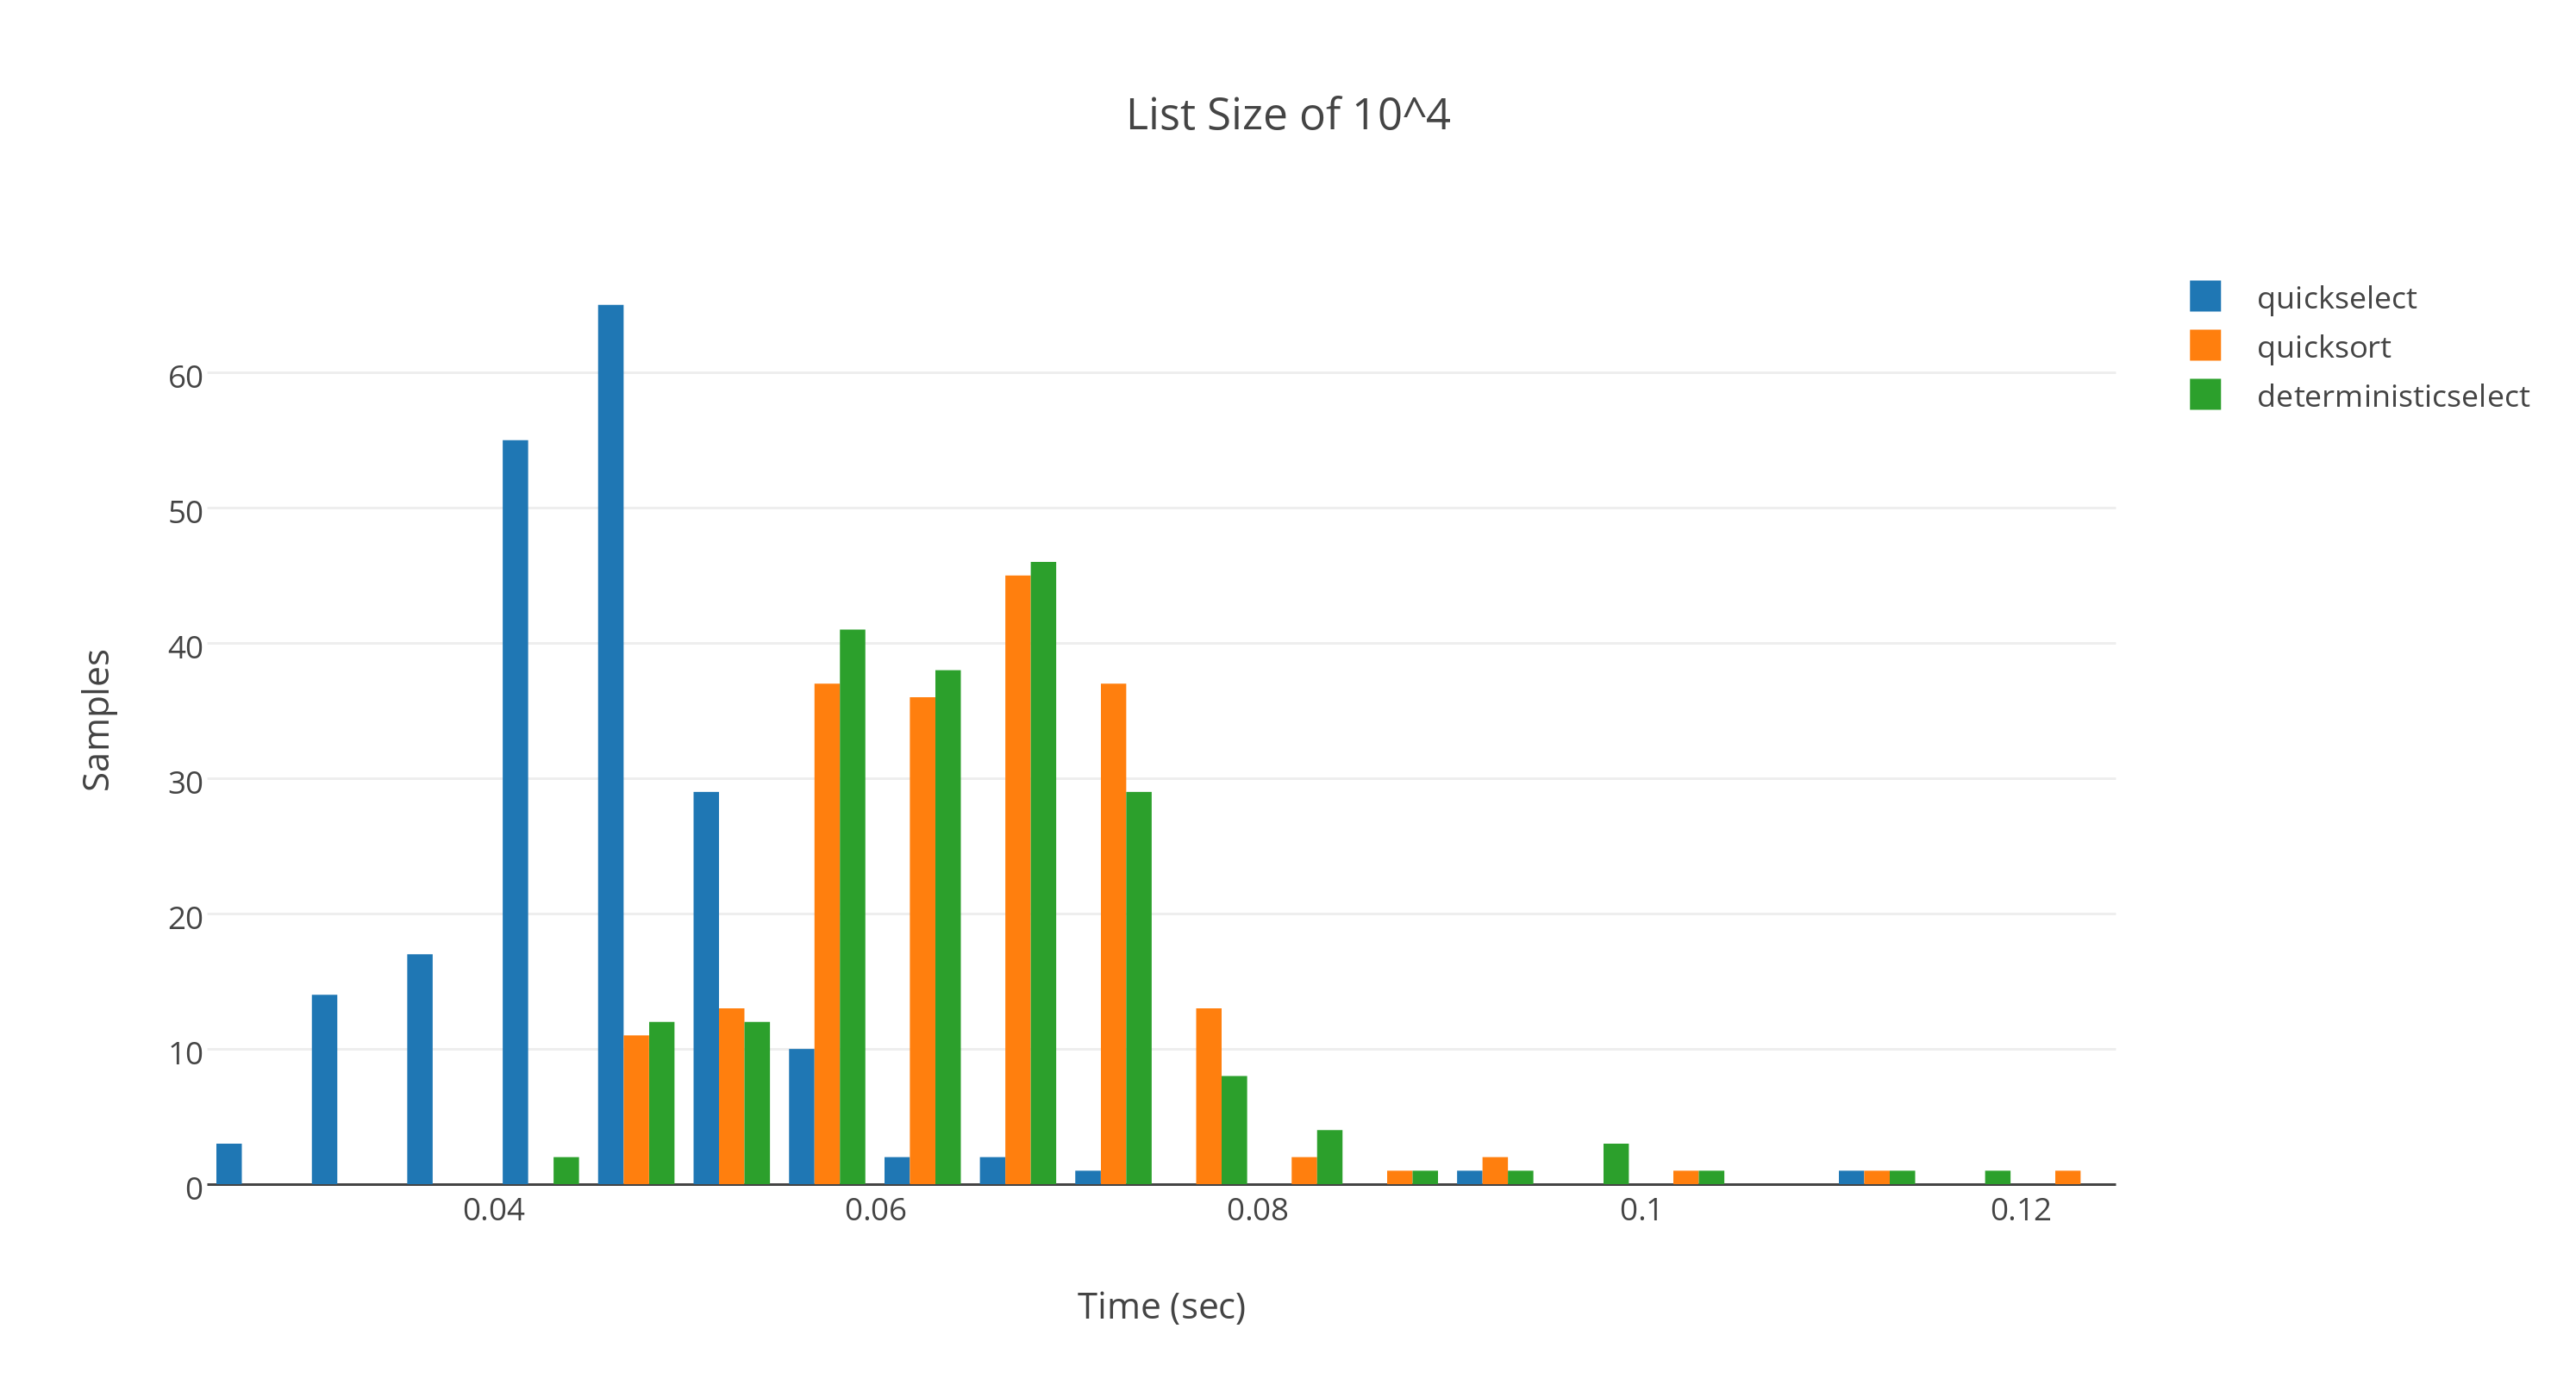 List Size of 10^4
quickselect
quicksort
deterministicselect
60
50
40
30
20
10
0
Samples
0.04 0.06 0.08 0.1 0.12
Time (sec)